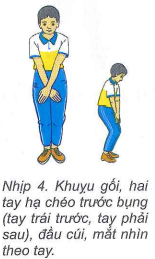 Nhịp 4. Khuỵu gối, hai
tay hạ chéo trước bụng
(tay trái trước, tay phải
sau), đầu cúi, mắt nhìn
theo tay.